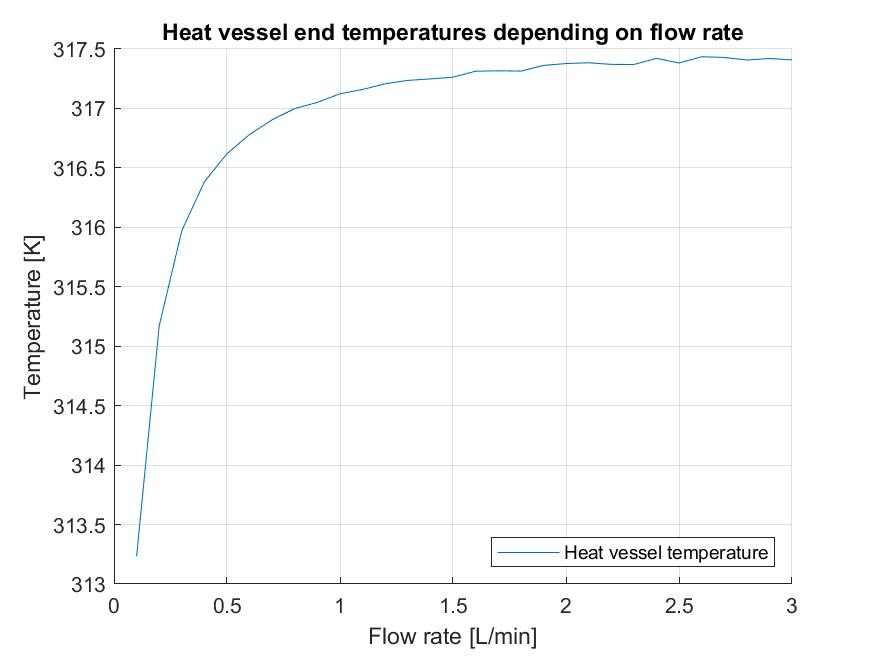 Heat vessel end temperatures depending on flow rate
317.5
317
316.5
316
315.5
315
314.5
314
313.5
313
Temperature [K]
Heat vessel temperature
0 0.5 1 1.5 2 2.5 3
Flow rate [L/min]